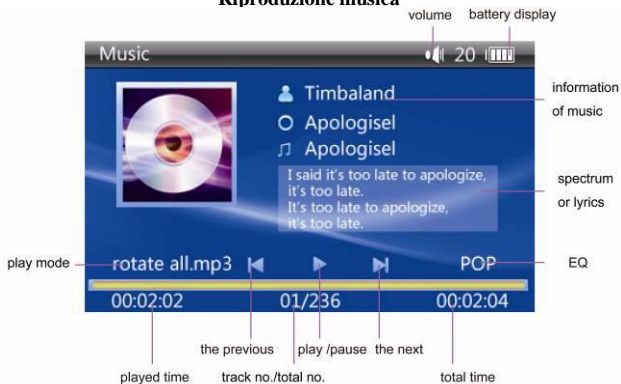 Riproduzione musica
volume battery display
Music 20
Timbaland
information
of music
Apologisel
Apologisel
I said it's too late to apologize,
it's too late.
It's too late to apologize,
it's too late.
spectrum
or lyrics
play mode rotate all.mp3 POP EQ
00:02:02 01/236 00:02:04
the previous play /pause the next
played time track no./total no. total time